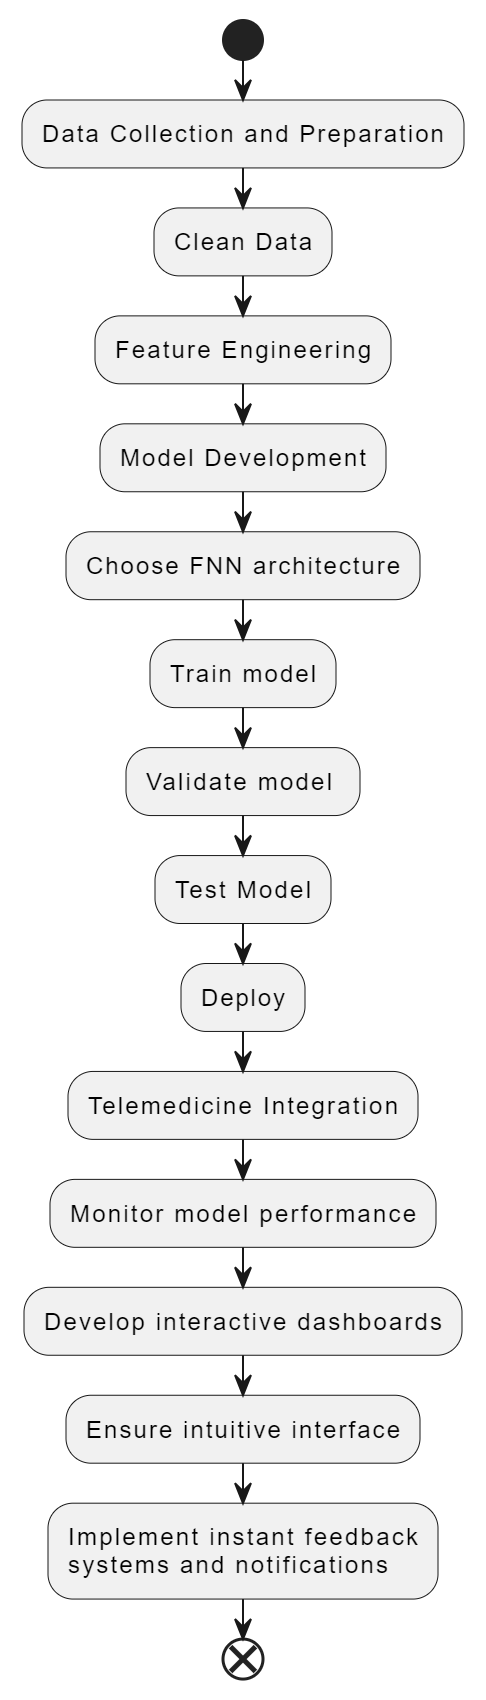 Data Collection and Preparation
Clean Data
Feature Engineering
Model Development
Choose FNN architecture
Train model
Validate model
Test Model
Deploy
Telemedicine Integration
Monitor model performance
Develop interactive dashboards
Ensure intuitive interface
Implement instant feedback
systems and notifications